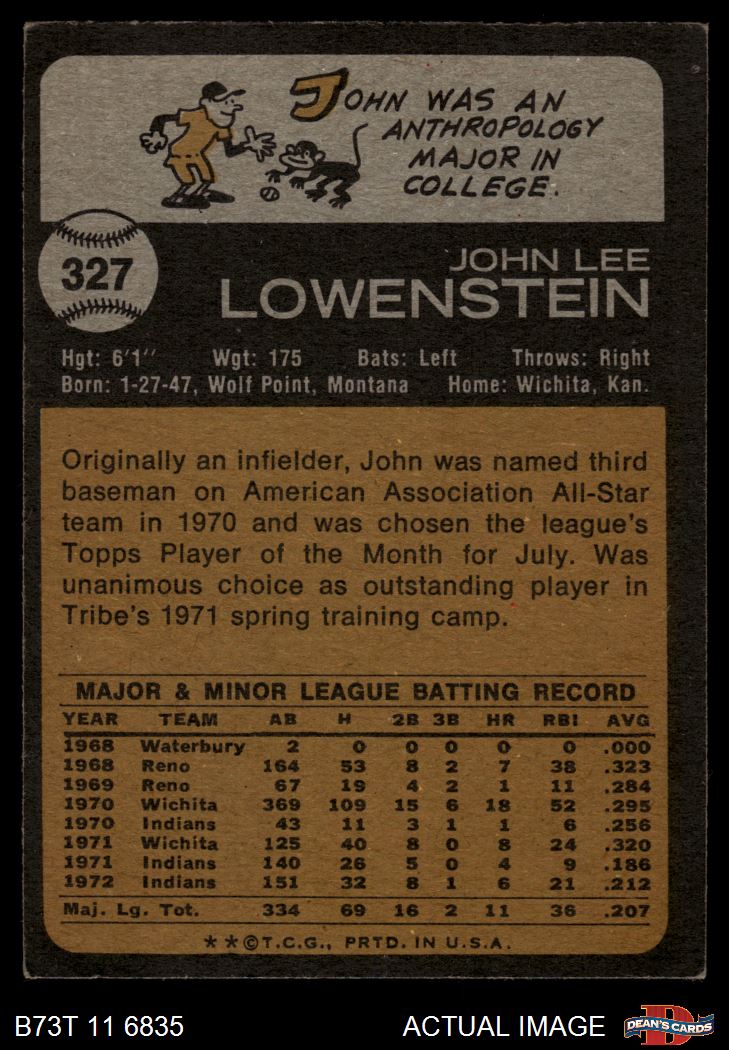 JOHN WAS AN
ANTHROPOLOGY
MAJOR IN
COLLEGE.
327
JOHN LEE
LOWENSTEIN
Hgt: 6'1" Wgt: 175 Bats: Left Throws: Right
Born: 1-27-47, Wolf Point, Montana Home: Wichita, Kan.
Originally an infielder, John was named third
baseman on American Association All-Star
team in 1970 and was chosen the league's
Topps Player of the Month for July. Was
unanimous choice as outstanding player in
Tribe's 1971 spring training camp.
MAJOR & MINOR LEAGUE BATTING RECORD
YEAR TEAM AB H 2B 3B HR RBI AVG
1968 Waterbury 2 0 0 0 0 0 .000
1968 Reno 164 53 8 2 7 38 .323
1969 Reno 67 19 4 2 1 11 .284
1970 Wichita 369 109 15 6 18 52 .295
1970 Indians 43 11 3 1 1 6 .256
1971 Wichita 125 40 8 0 8 24 .320
1971 Indians 140 26 5 0 4 9 .186
1972 Indians 151 32 8 1 6 21 .212
Maj. Lg. Tot. 334 69 16 2 11 36 .207
**©T.C.G., PRTD. IN U.S.A.
B73T 11 6835 ACTUAL IMAGE
D
DEAN'S CARDS